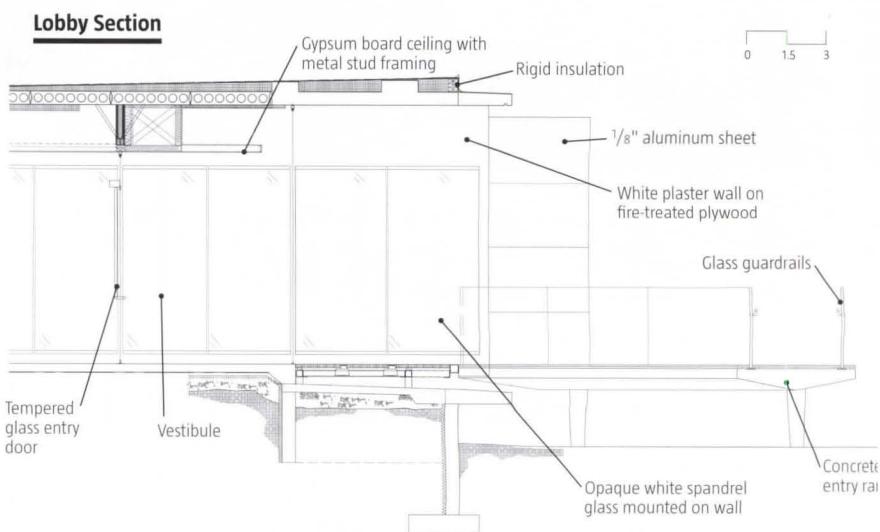 Lobby Section
Gypsum board ceiling with
metal stud framing
Rigid insulation
0 1.5 3
1/8" aluminum sheet
White plaster wall on
fire-treated plywood
Glass guardrails
Tempered
glass entry
door
Vestibule
Opaque white spandrel
glass mounted on wall
Concrete
entry